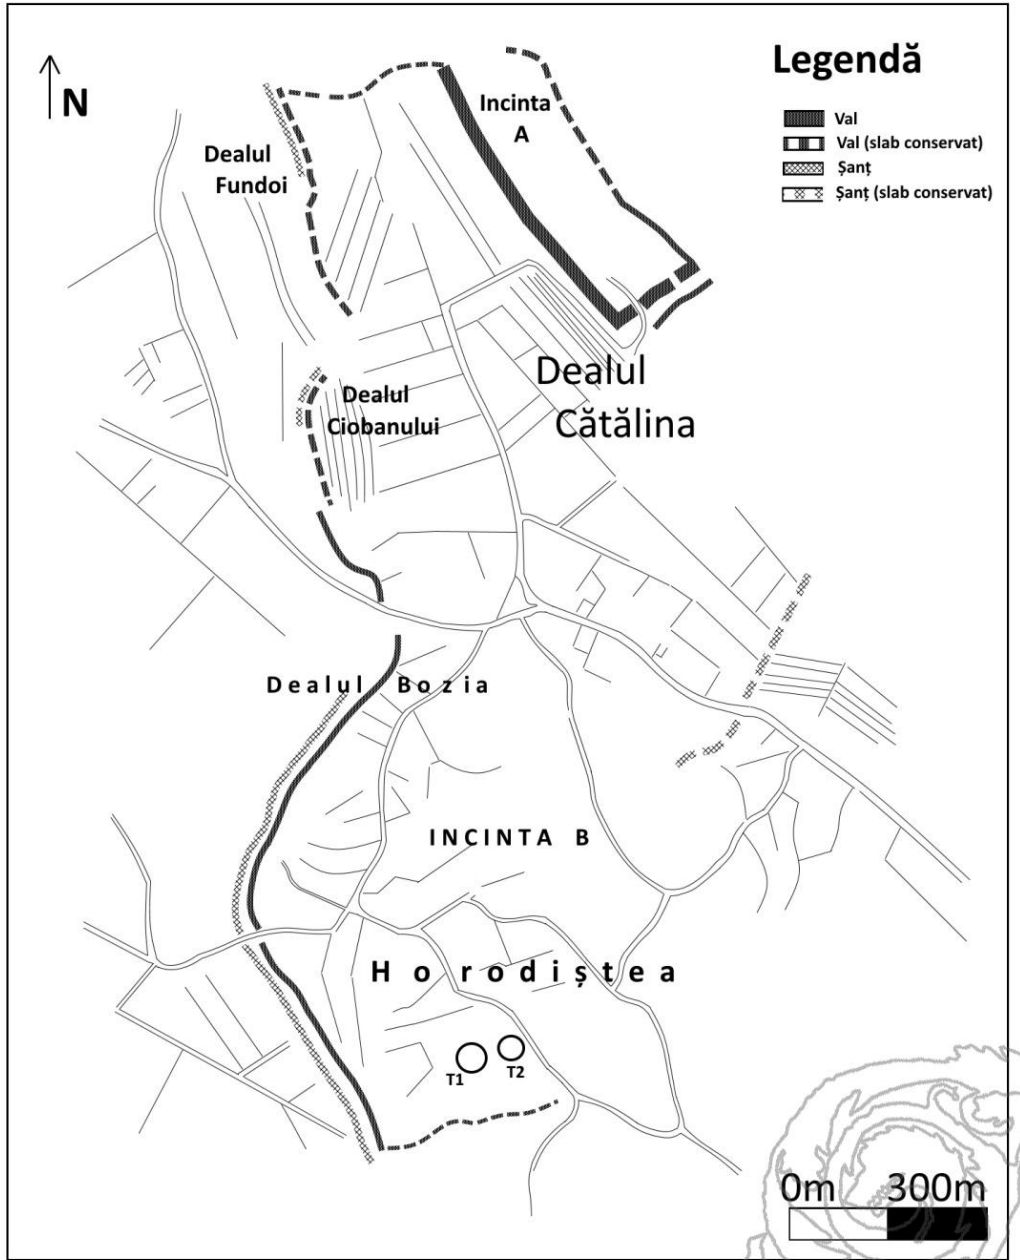 N
Legendă
Val
Val (slab conservat)
Șanț
Șanț (slab conservat)
Incinta
A
Dealul
Fundoi
Dealul
Cătălina
Dealul
Ciobanului
Dealul Bozia
INCINTA B
Horodiștea
T1
T2
0m 300m